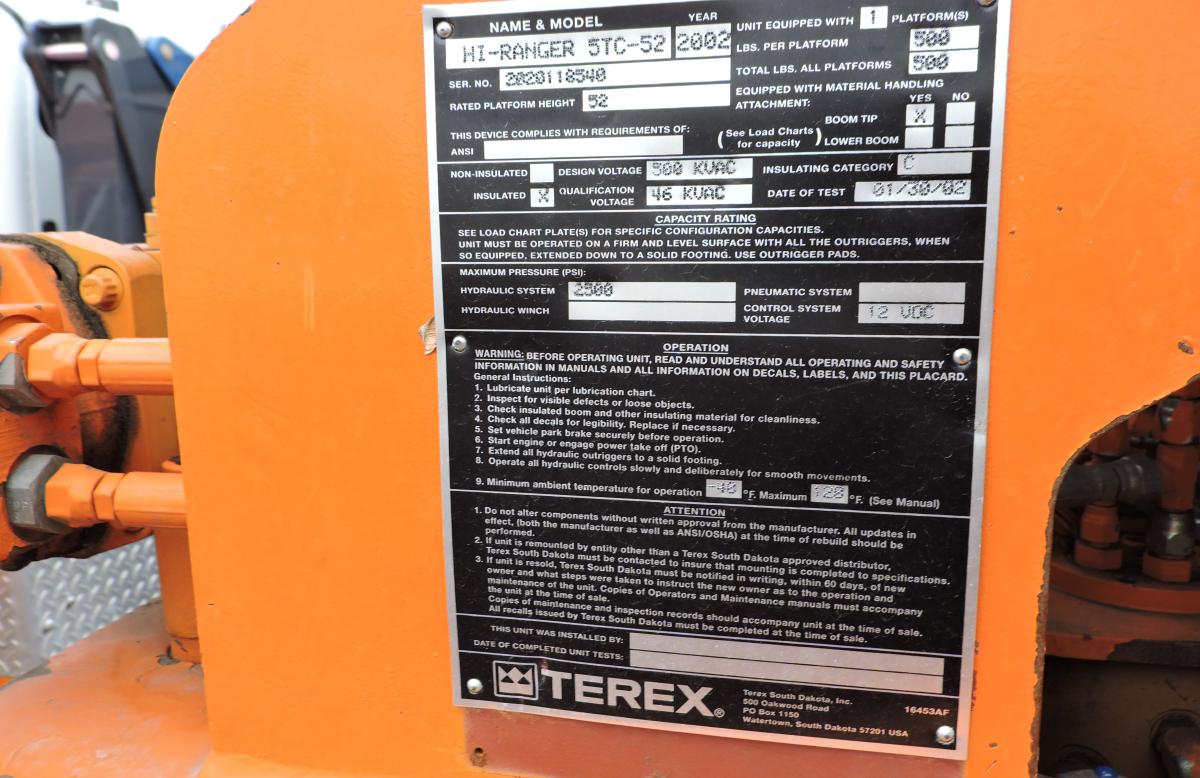 NAME & MODEL YEAR UNIT EQUIPPED WITH 1 PLATFORM(S)
HI-RANGER 5TC-52 2002 LBS. PER PLATFORM 500
SER. NO. 2020118540 TOTAL LBS. ALL PLATFORMS 500
RATED PLATFORM HEIGHT 52 EQUIPPED WITH MATERIAL HANDLING
ATTACHMENT: YES NO
BOOM TIP X
THIS DEVICE COMPLIES WITH REQUIREMENTS OF: (See Load Charts
ANSI for capacity) LOWER BOOM
NON-INSULATED DESIGN VOLTAGE 500 KVAC INSULATING CATEGORY C
INSULATED X QUALIFICATION
VOLTAGE 46 KVAC DATE OF TEST 01/30/02
CAPACITY RATING
SEE LOAD CHART PLATE(S) FOR SPECIFIC CONFIGURATION CAPACITIES.
UNIT MUST BE OPERATED ON A FIRM AND LEVEL SURFACE WITH ALL THE OUTRIGGERS, WHEN
SO EQUIPPED, EXTENDED DOWN TO A SOLID FOOTING. USE OUTRIGGER PADS.
MAXIMUM PRESSURE (PSI):
HYDRAULIC SYSTEM 2500 PNEUMATIC SYSTEM
HYDRAULIC WINCH CONTROL SYSTEM
VOLTAGE 12 VDC
OPERATION
WARNING: BEFORE OPERATING UNIT, READ AND UNDERSTAND ALL OPERATING AND SAFETY
INFORMATION IN MANUALS AND ALL INFORMATION ON DECALS, LABELS, AND THIS PLACARD.
General Instructions:
1. Lubricate unit per lubrication chart.
2. Inspect for visible defects or loose objects.
3. Check insulated boom and other insulating material for cleanliness.
4. Check all decals for legibility. Replace if necessary.
5. Set vehicle park brake securely before operation.
6. Start engine or engage power take off (PTO).
7. Extend all hydraulic outriggers to a solid footing.
8. Operate all hydraulic controls slowly and deliberately for smooth movements.
9. Minimum ambient temperature for operation -40 °F. Maximum 120 °F. (See Manual)
ATTENTION
1. Do not alter components without written approval from the manufacturer. All updates in
effect, (both the manufacturer as well as ANSI/OSHA) at the time of rebuild should be
performed.
2. If unit is remounted by entity other than a Terex South Dakota approved distributor,
Terex South Dakota must be contacted to insure that mounting is completed to specifications.
3. If unit is resold, Terex South Dakota must be notified in writing, within 60 days, of new
owner and what steps were taken to instruct the new owner as to the operation and
maintenance of the unit. Copies of Operators and Maintenance manuals must accompany
the unit at the time of sale.
Copies of maintenance and inspection records should accompany unit at the time of sale.
All recalls issued by Terex South Dakota must be completed at the time of sale.
THIS UNIT WAS INSTALLED BY:
DATE OF COMPLETED UNIT TESTS:
TEREX®
Terex South Dakota, Inc.
500 Oakwood Road
PO Box 1150
Watertown, South Dakota 57201 USA
16453AF